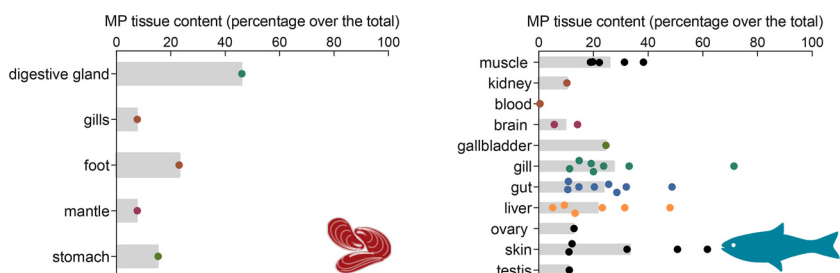 MP tissue content (percentage over the total)
0 20 40 60 80 100
digestive gland
gills
foot
mantle
stomach
MP tissue content (percentage over the total)
0 20 40 60 80 100
muscle
kidney
blood
brain
gallbladder
gill
gut
liver
ovary
skin
testis